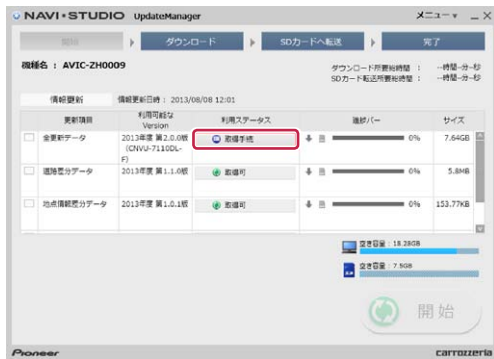 NAVI•STUDIO UpdateManager
メニュー
開始
ダウンロード
SDカードへ転送
完了
機種名 : AVIC-ZH0009
ダウンロード所要総時間 : --時間-分-秒
SDカード転送所要総時間 : --時間-分-秒
情報更新
情報更新日時 : 2013/08/08 12:01
更新項目
利用可能な
Version
利用ステータス
進捗バー
サイズ
全更新データ
2013年度 第2.0.0版
(CNVU-7110DL-
F)
取得手続
0%
7.64GB
道路差分データ
2013年度 第1.1.0版
取得可
0%
5.8MB
地点情報差分データ
2013年度 第1.0.1版
取得可
0%
153.77KB
空き容量 : 18.28GB
空き容量 : 7.5GB
開始
Pioneer
carrozzeria